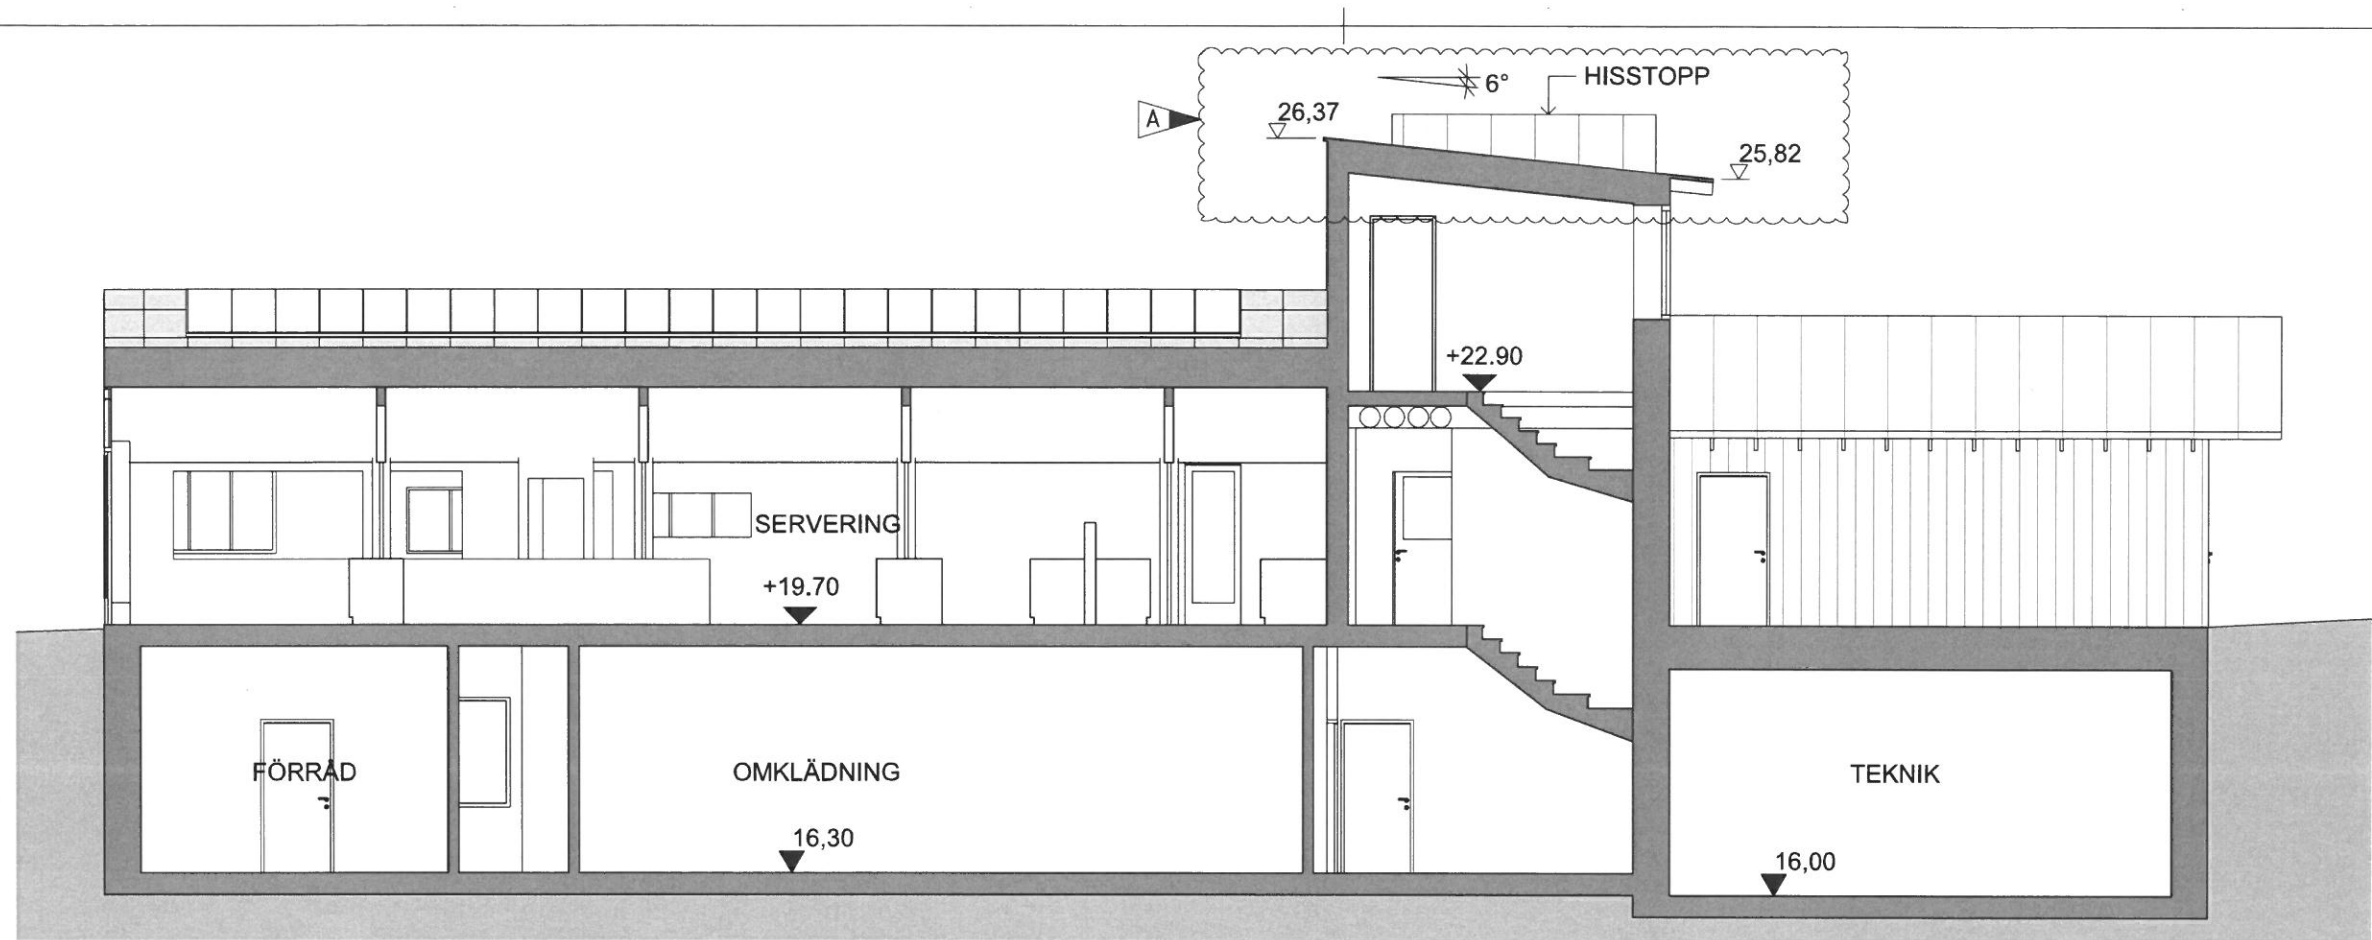 HISSTOPP
6°
26,37
A
25,82
+22.90
SERVERING
+19.70
FÖRRÅD
OMKLÄDNING
TEKNIK
16,30
16,00